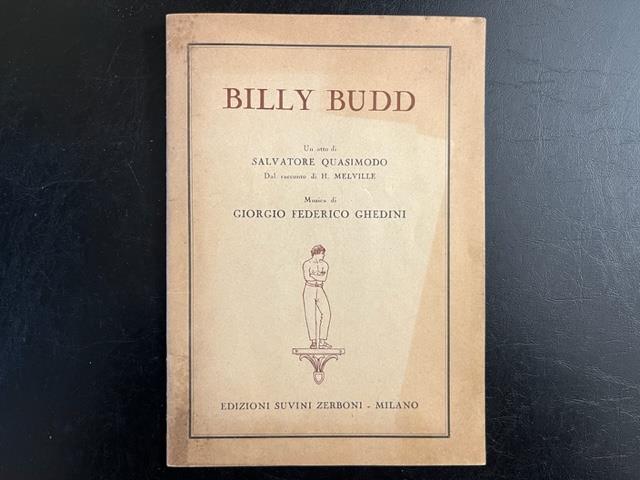 BILLY BUDD
Un atto di
SALVATORE QUASIMODO
Dal racconto di H. MELVILLE
Musica di
GIORGIO FEDERICO GHEDINI
EDIZIONI SUVINI ZERBONI - MILANO